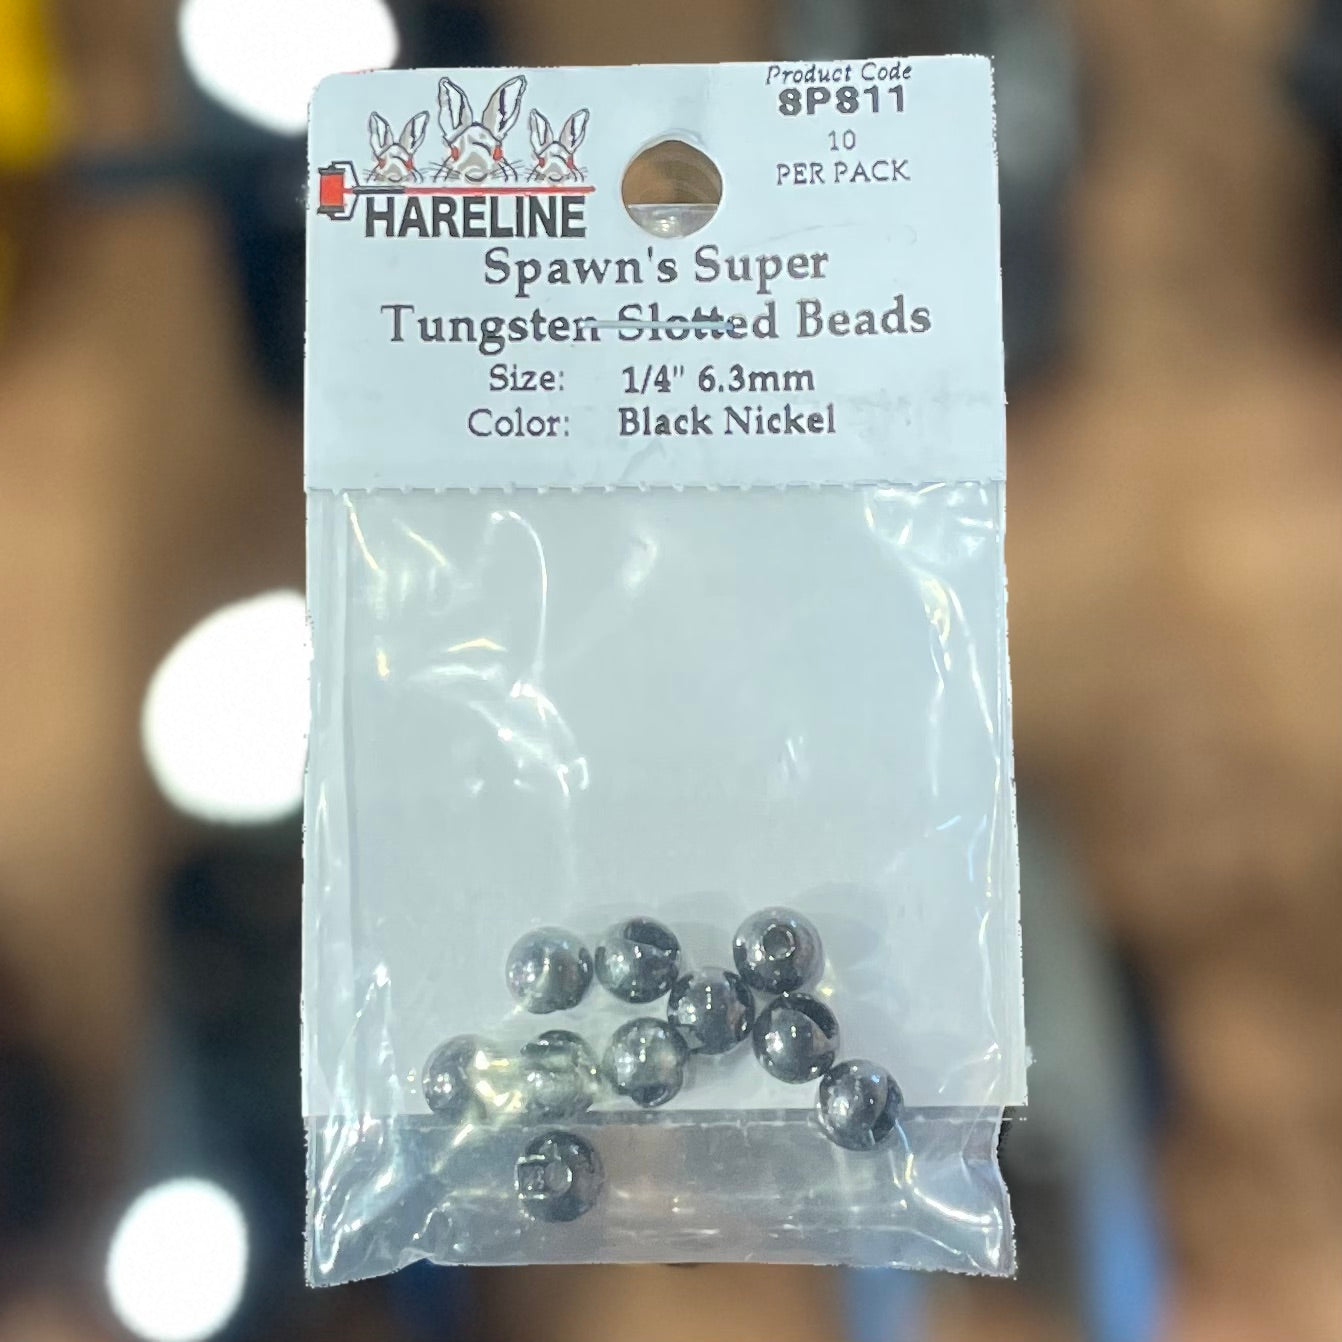 HARELINE
Product Code
8P811
10
PER PACK
Spawn's Super
Tungsten Slotted Beads
Size: 1/4" 6.3mm
Color: Black Nickel